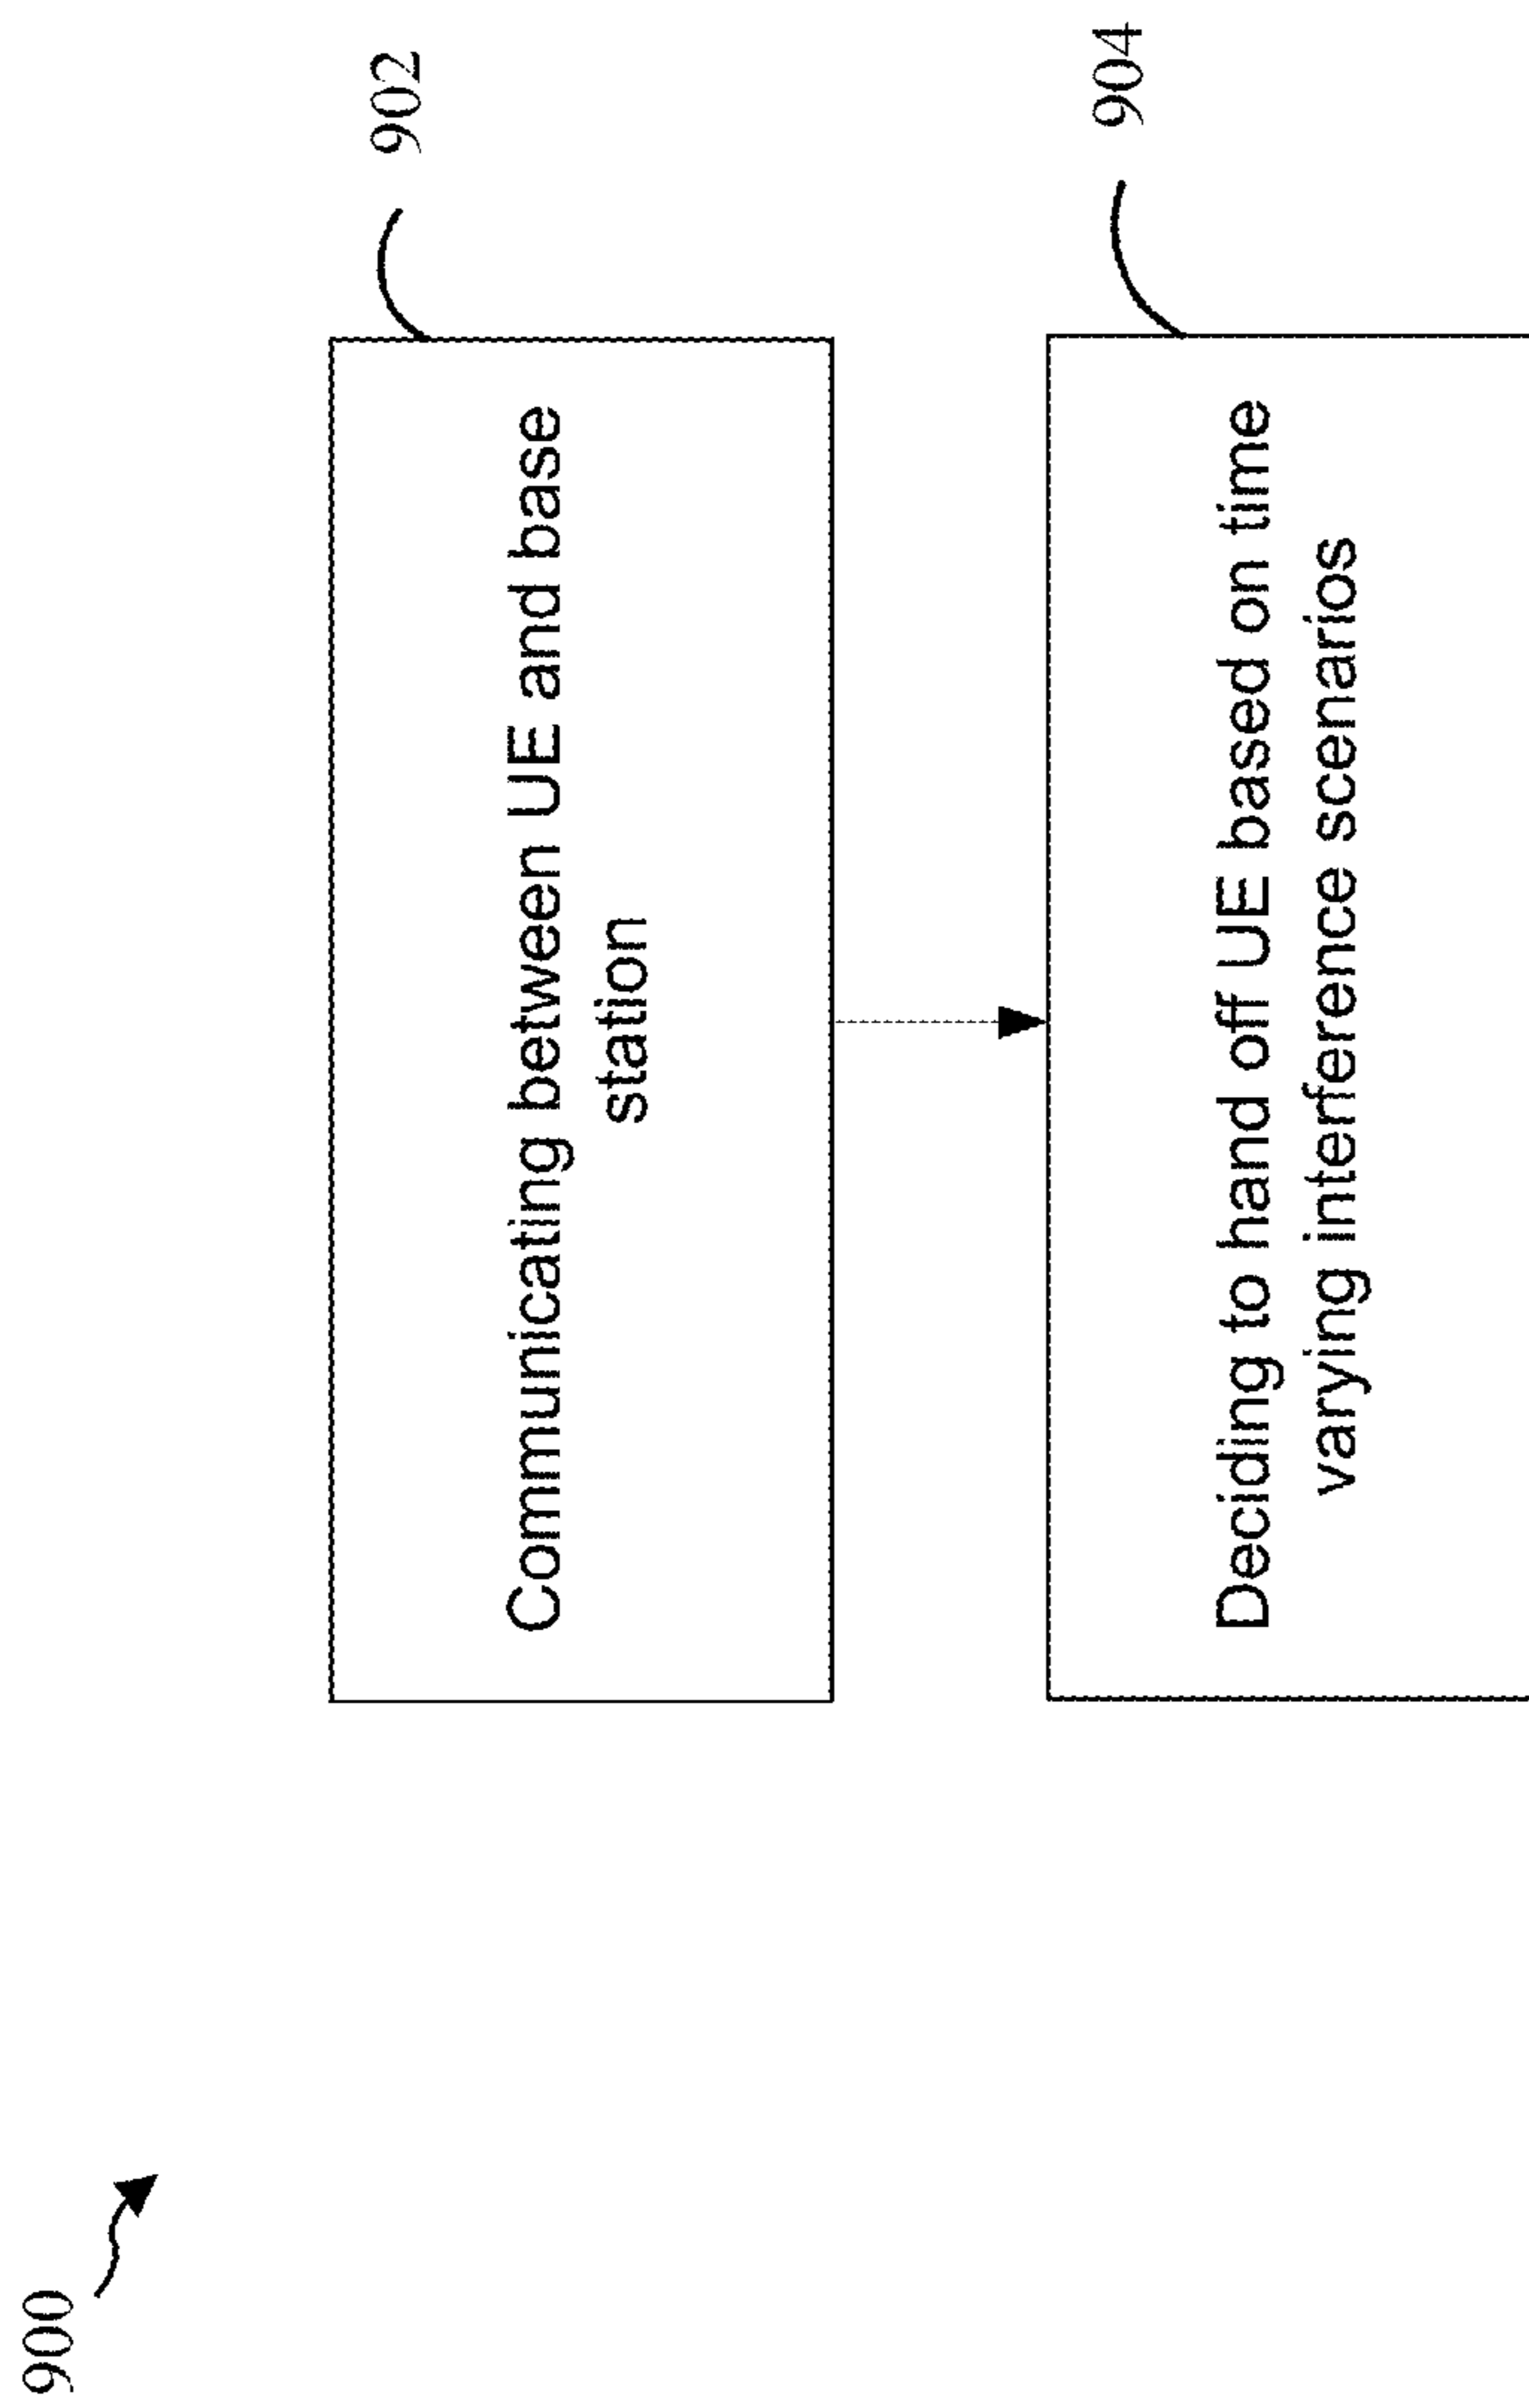 900
902
Communicating between UE and base
station
904
Deciding to hand off UE based on time
varying interference scenarios